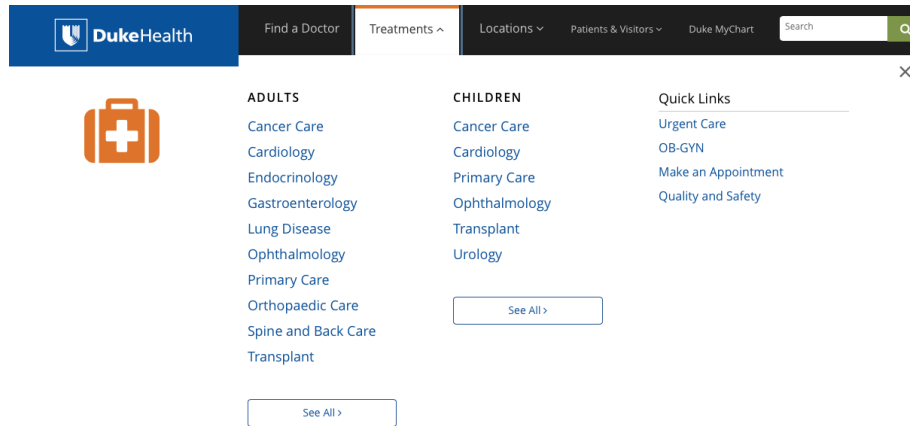 DukeHealth
Find a Doctor
Treatments
Locations
Patients & Visitors
Duke MyChart
Search
ADULTS
Cancer Care
Cardiology
Endocrinology
Gastroenterology
Lung Disease
Ophthalmology
Primary Care
Orthopaedic Care
Spine and Back Care
Transplant
See All >
CHILDREN
Cancer Care
Cardiology
Primary Care
Ophthalmology
Transplant
Urology
See All >
Quick Links
Urgent Care
OB-GYN
Make an Appointment
Quality and Safety